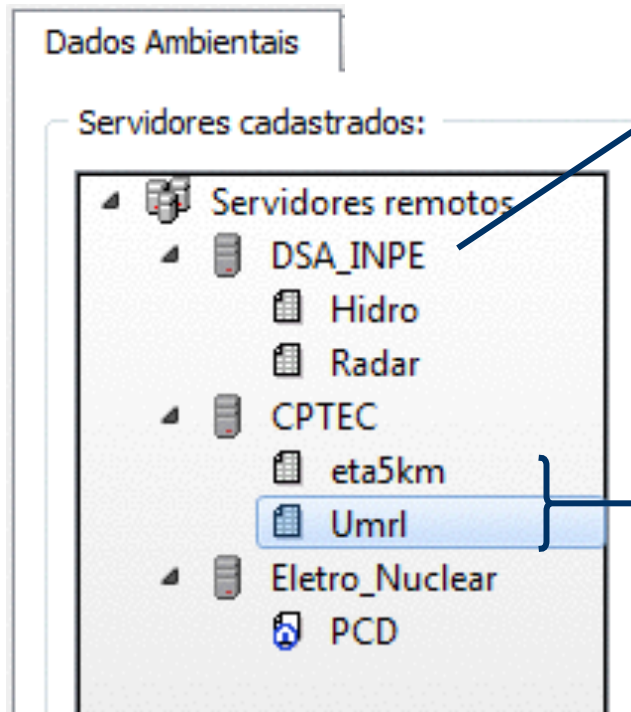 Dados Ambientais
Servidores cadastrados:
Servidores remotos
DSA_INPE
Hidro
Radar
CPTEC
eta5km
Umrl
Eletro_Nuclear
PCD